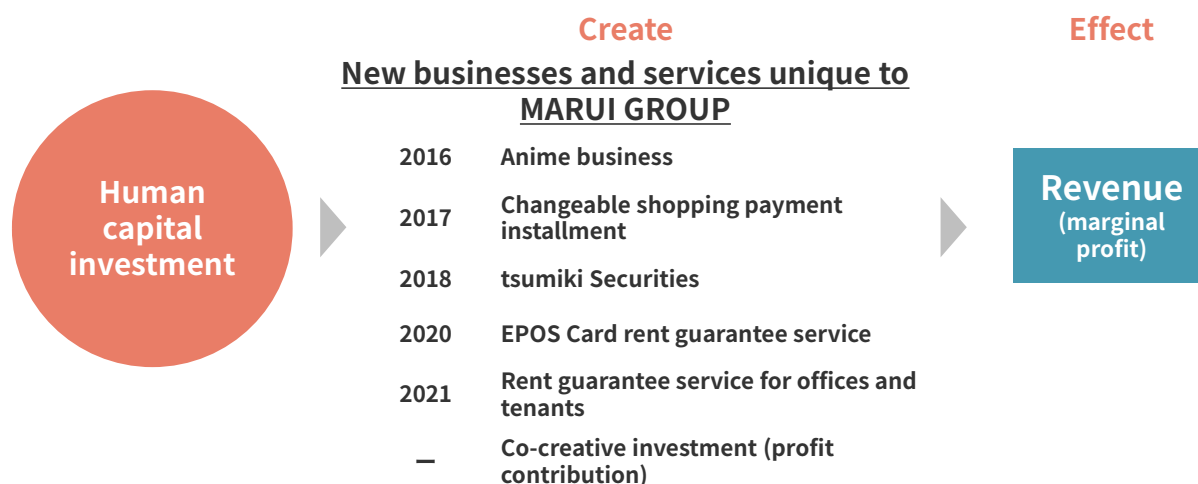 Create
Effect
New businesses and services unique to
MARUI GROUP
Human
capital
investment
2016 Anime business
2017 Changeable shopping payment
installment
2018 tsumiki Securities
2020 EPOS Card rent guarantee service
2021 Rent guarantee service for offices and
tenants
– Co-creative investment (profit
contribution)
Revenue
(marginal
profit)